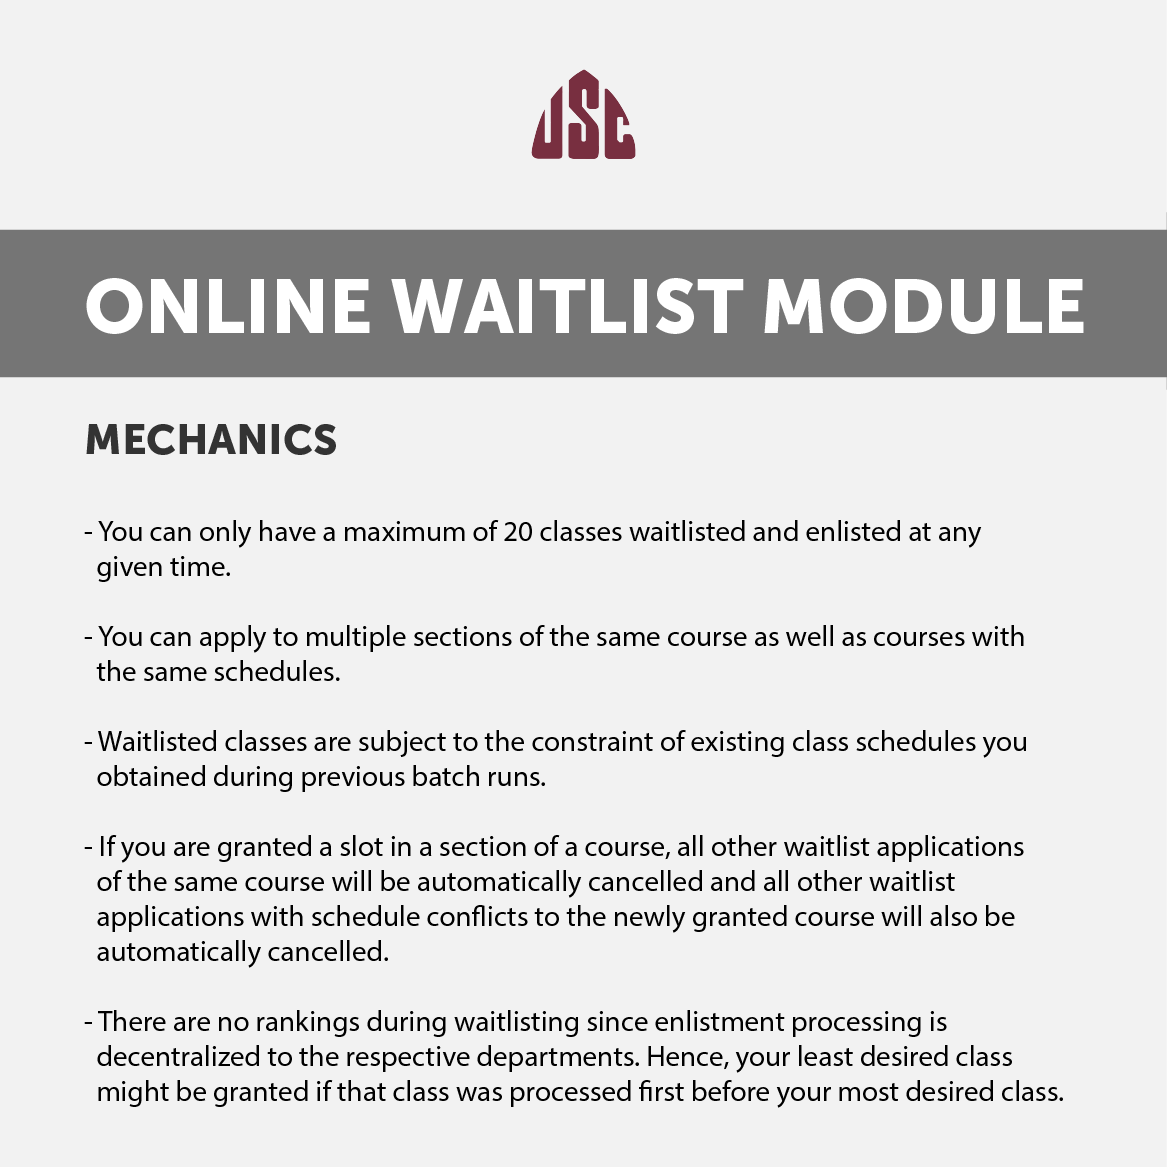 USC
ONLINE WAITLIST MODULE
MECHANICS
- You can only have a maximum of 20 classes waitlisted and enlisted at any
given time.
- You can apply to multiple sections of the same course as well as courses with
the same schedules.
- Waitlisted classes are subject to the constraint of existing class schedules you
obtained during previous batch runs.
- If you are granted a slot in a section of a course, all other waitlist applications
of the same course will be automatically cancelled and all other waitlist
applications with schedule conflicts to the newly granted course will also be
automatically cancelled.
- There are no rankings during waitlisting since enlistment processing is
decentralized to the respective departments. Hence, your least desired class
might be granted if that class was processed first before your most desired class.